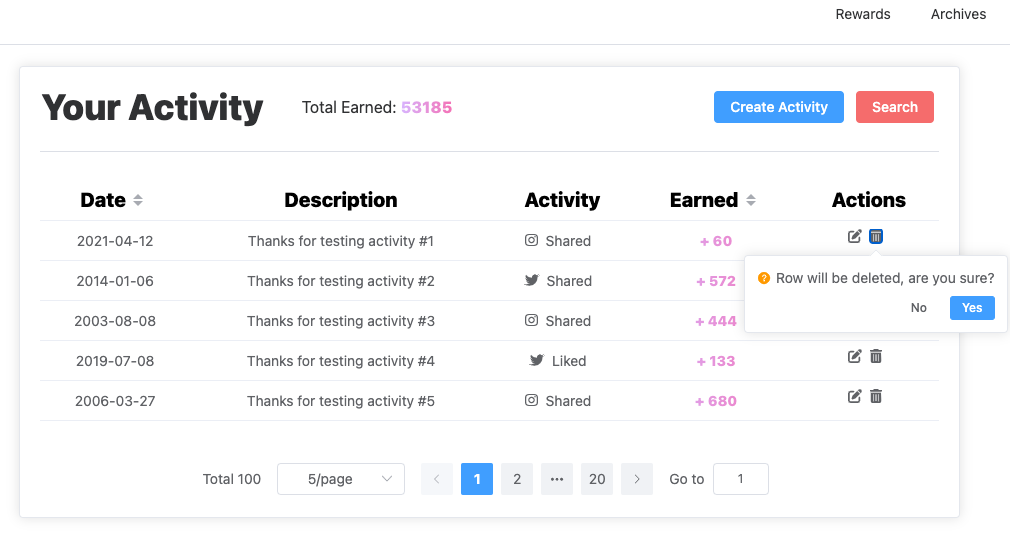 Rewards Archives
Your Activity Total Earned: 53185 Create Activity Search
Date Description Activity Earned Actions
2021-04-12 Thanks for testing activity #1 Shared + 60
2014-01-06 Thanks for testing activity #2 Shared + 572
Row will be deleted, are you sure?
No Yes
2003-08-08 Thanks for testing activity #3 Shared + 444
2019-07-08 Thanks for testing activity #4 Liked + 133
2006-03-27 Thanks for testing activity #5 Shared + 680
Total 100 5/page 1 2 ••• 20 Go to 1